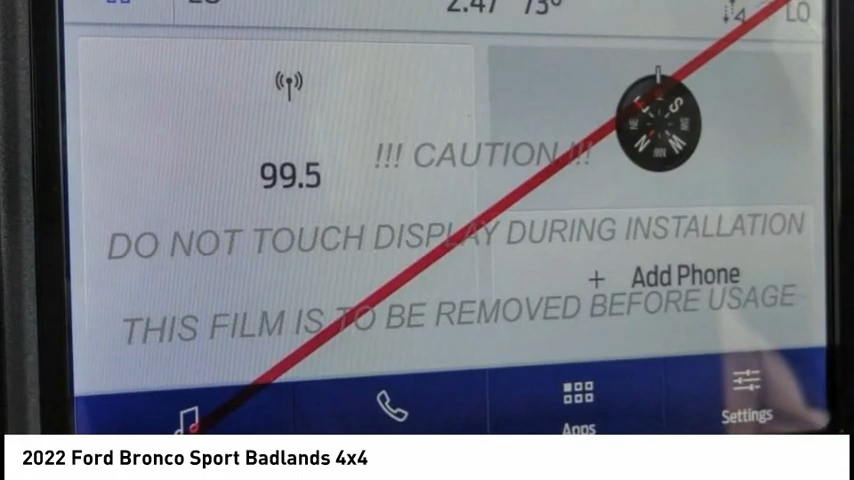 2:47 73°
LO
99.5
!!! CAUTION !!!
DO NOT TOUCH DISPLAY DURING INSTALLATION
+ Add Phone
THIS FILM IS TO BE REMOVED BEFORE USAGE
Apps
Settings
2022 Ford Bronco Sport Badlands 4x4